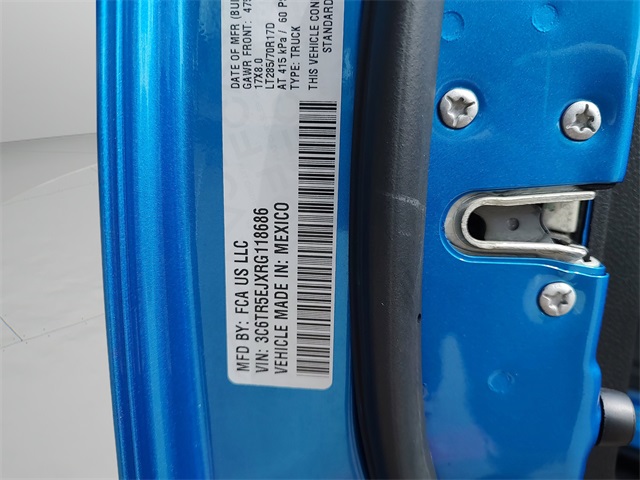 MFD BY: FCA US LLC
VIN: 3C6TR5EJXRG118686
VEHICLE MADE IN: MEXICO
DATE OF MFR
GAWR FRONT:
17X8.0
LT285/70R17D
AT 415 kPa / 60
TYPE: TRUCK
THIS VEHICLE
STANDARD